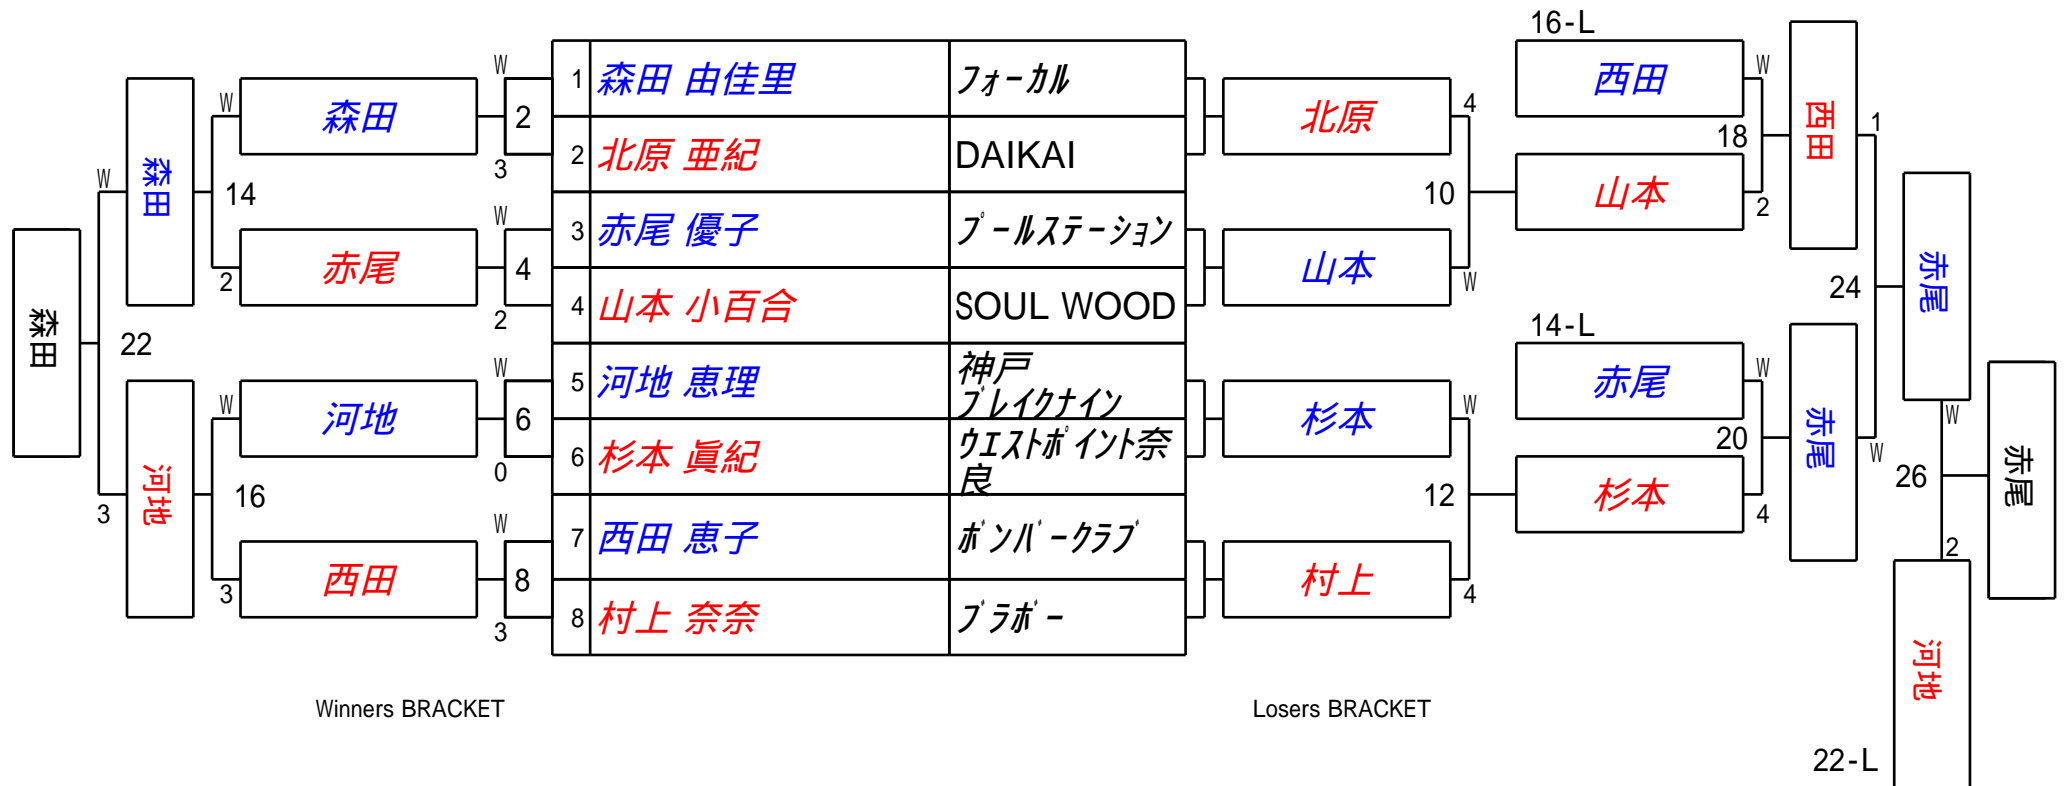 16-L
W
1 森田 由佳里 フォーカル
西田
W
W
森田
2
北原
4
森田
W
3
2 北原 亜紀 DAIKAI
18
西田
1
14
10
山本
2
W
W
3 赤尾 優子 プールステーション
赤尾
2
4
山本
W
赤尾
2
4 山本 小百合 SOUL WOOD
24
森田
22
14-L
W
5 河地 恵理 神戸
ブレイクナイン
赤尾
W
W
河地
6
杉本
W
赤尾
W
W
0
6 杉本 眞紀 ウエストポイント奈
良
20
河地
3
16
12
杉本
4
26
赤尾
W
7 西田 恵子 ボンバークラブ
2
西田
3
8
村上
4
3
8 村上 奈奈 ブラボー
河地
Winners BRACKET
Losers BRACKET
22-L